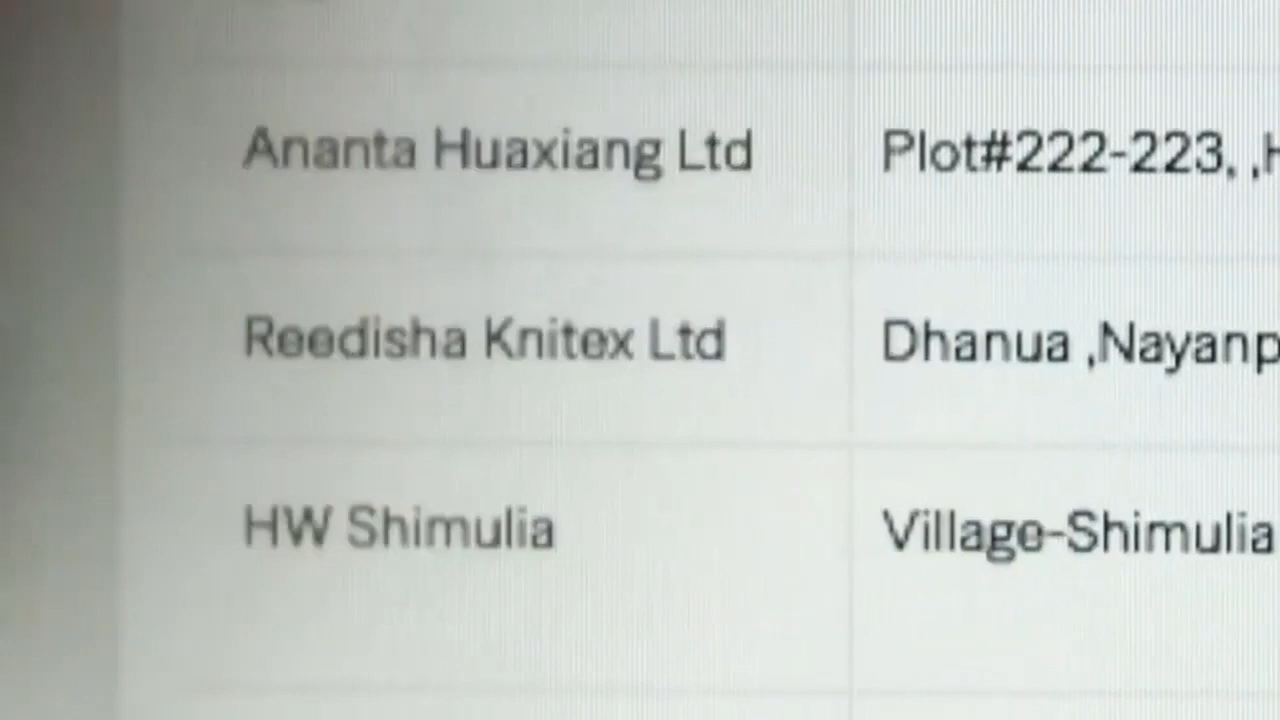 Ananta Huaxiang Ltd Plot#222-223, ,H
Reedisha Knitex Ltd Dhanua ,Nayanp
HW Shimulia Village-Shimulia